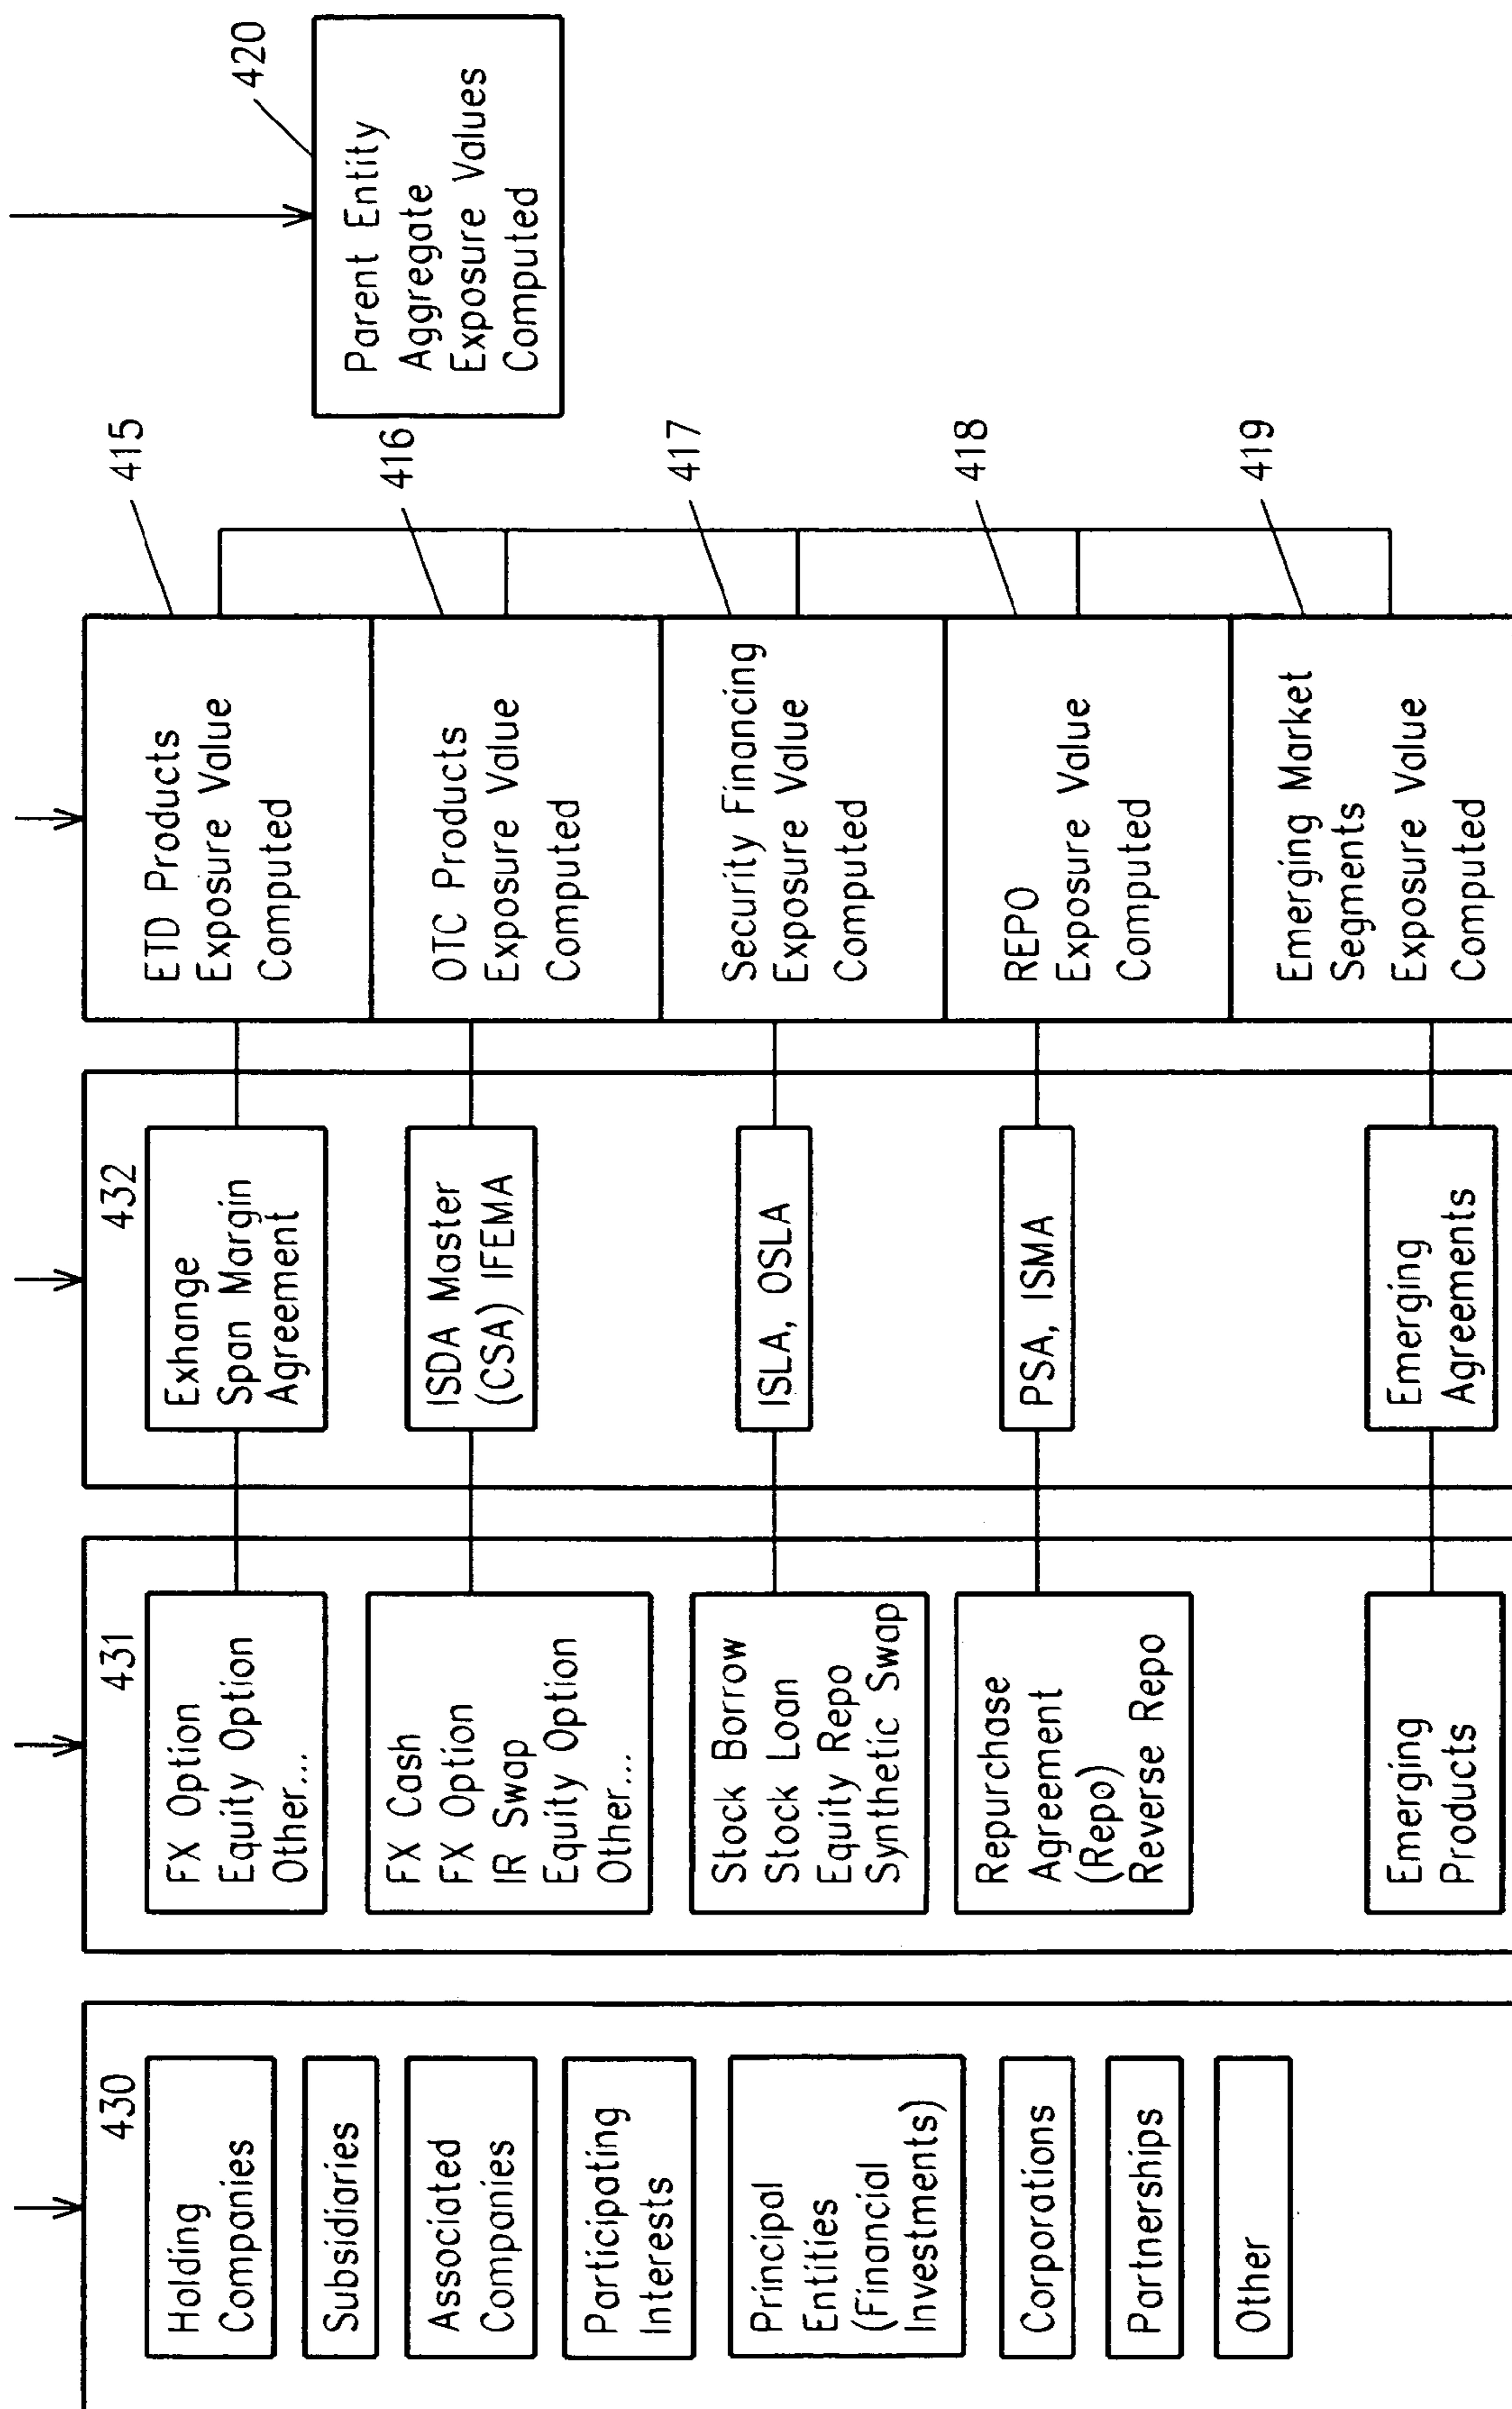 430
Holding
Companies
Subsidiaries
Associated
Companies
Participating
Interests
Principal
Entities
(Financial
Investments)
Corporations
Partnerships
Other
431
FX Option
Equity Option
Other...
FX Cash
FX Option
IR Swap
Equity Option
Other...
Stock Borrow
Stock Loan
Equity Repo
Synthetic Swap
Repurchase
Agreement
(Repo)
Reverse Repo
Emerging
Products
432
Exhange
Span Margin
Agreement
ISDA Master
(CSA) IFEMA
ISLA, OSLA
PSA, ISMA
Emerging
Agreements
ETD Products
Exposure Value
Computed
415
OTC Products
Exposure Value
Computed
416
Security Financing
Exposure Value
Computed
417
REPO
Exposure Value
Computed
418
Emerging Market
Segments
Exposure Value
Computed
419
Parent Entity
Aggregate
Exposure Values
Computed
420